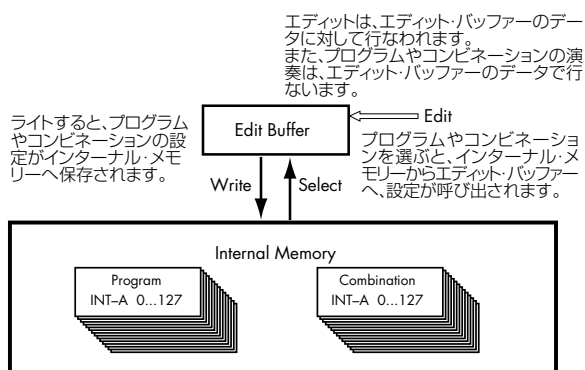 エディットは、エディット・バッファーのデー
タに対して行なわれます。
また、プログラムやコンビネーションの演
奏は、エディット・バッファーのデータで行
ないます。
ライトすると、プログラム
やコンビネーションの設
定がインターナル・メモ
リーへ保存されます。
Edit Buffer
Edit
プログラムやコンビネーショ
ンを選ぶと、インターナル・メ
モリーからエディット・バッファー
へ、設定が呼び出されます。
Write
Select
Internal Memory
Program
INT–A 0...127
Combination
INT–A 0...127